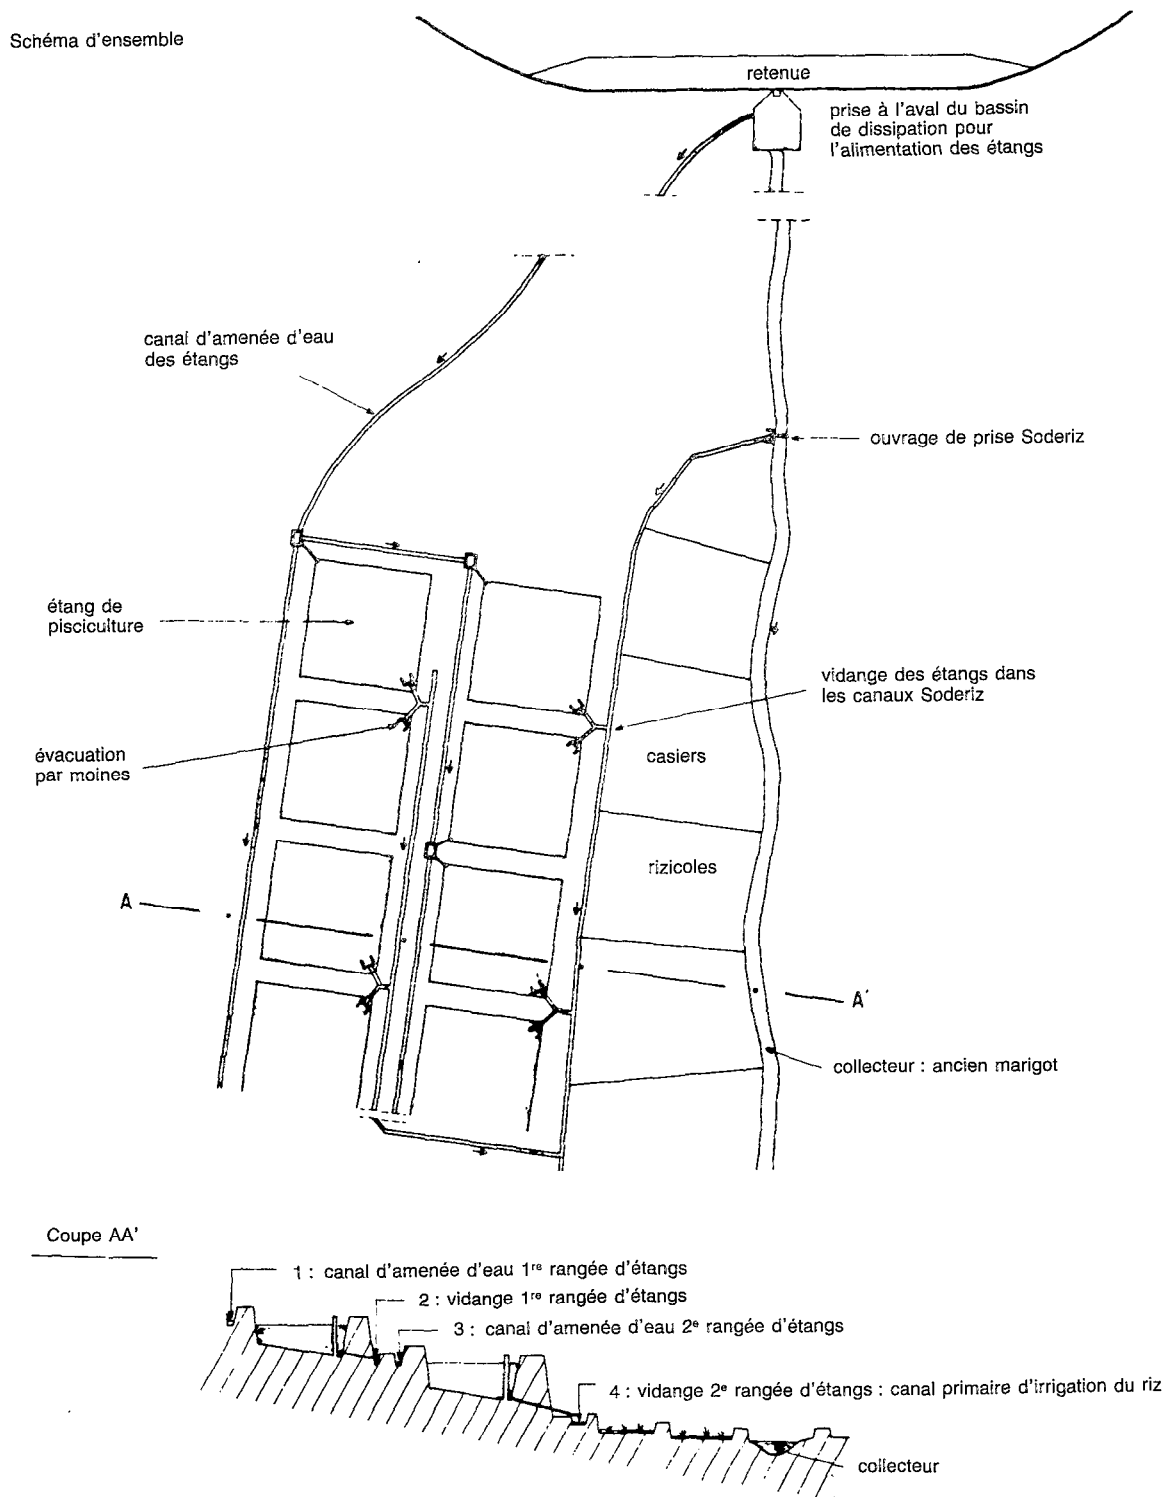 Schéma d'ensemble
retenue
prise à l'aval du bassin
de dissipation pour
l'alimentation des étangs
canal d'amenée d'eau
des étangs
ouvrage de prise Soderiz
étang de
pisciculture
vidange des étangs dans
les canaux Soderiz
évacuation
par moines
casiers
rizicoles
A
A'
collecteur : ancien marigot
Coupe AA'
1 : canal d'amenée d'eau 1re rangée d'étangs
2 : vidange 1re rangée d'étangs
3 : canal d'amenée d'eau 2e rangée d'étangs
4 : vidange 2e rangée d'étangs : canal primaire d'irrigation du riz
collecteur